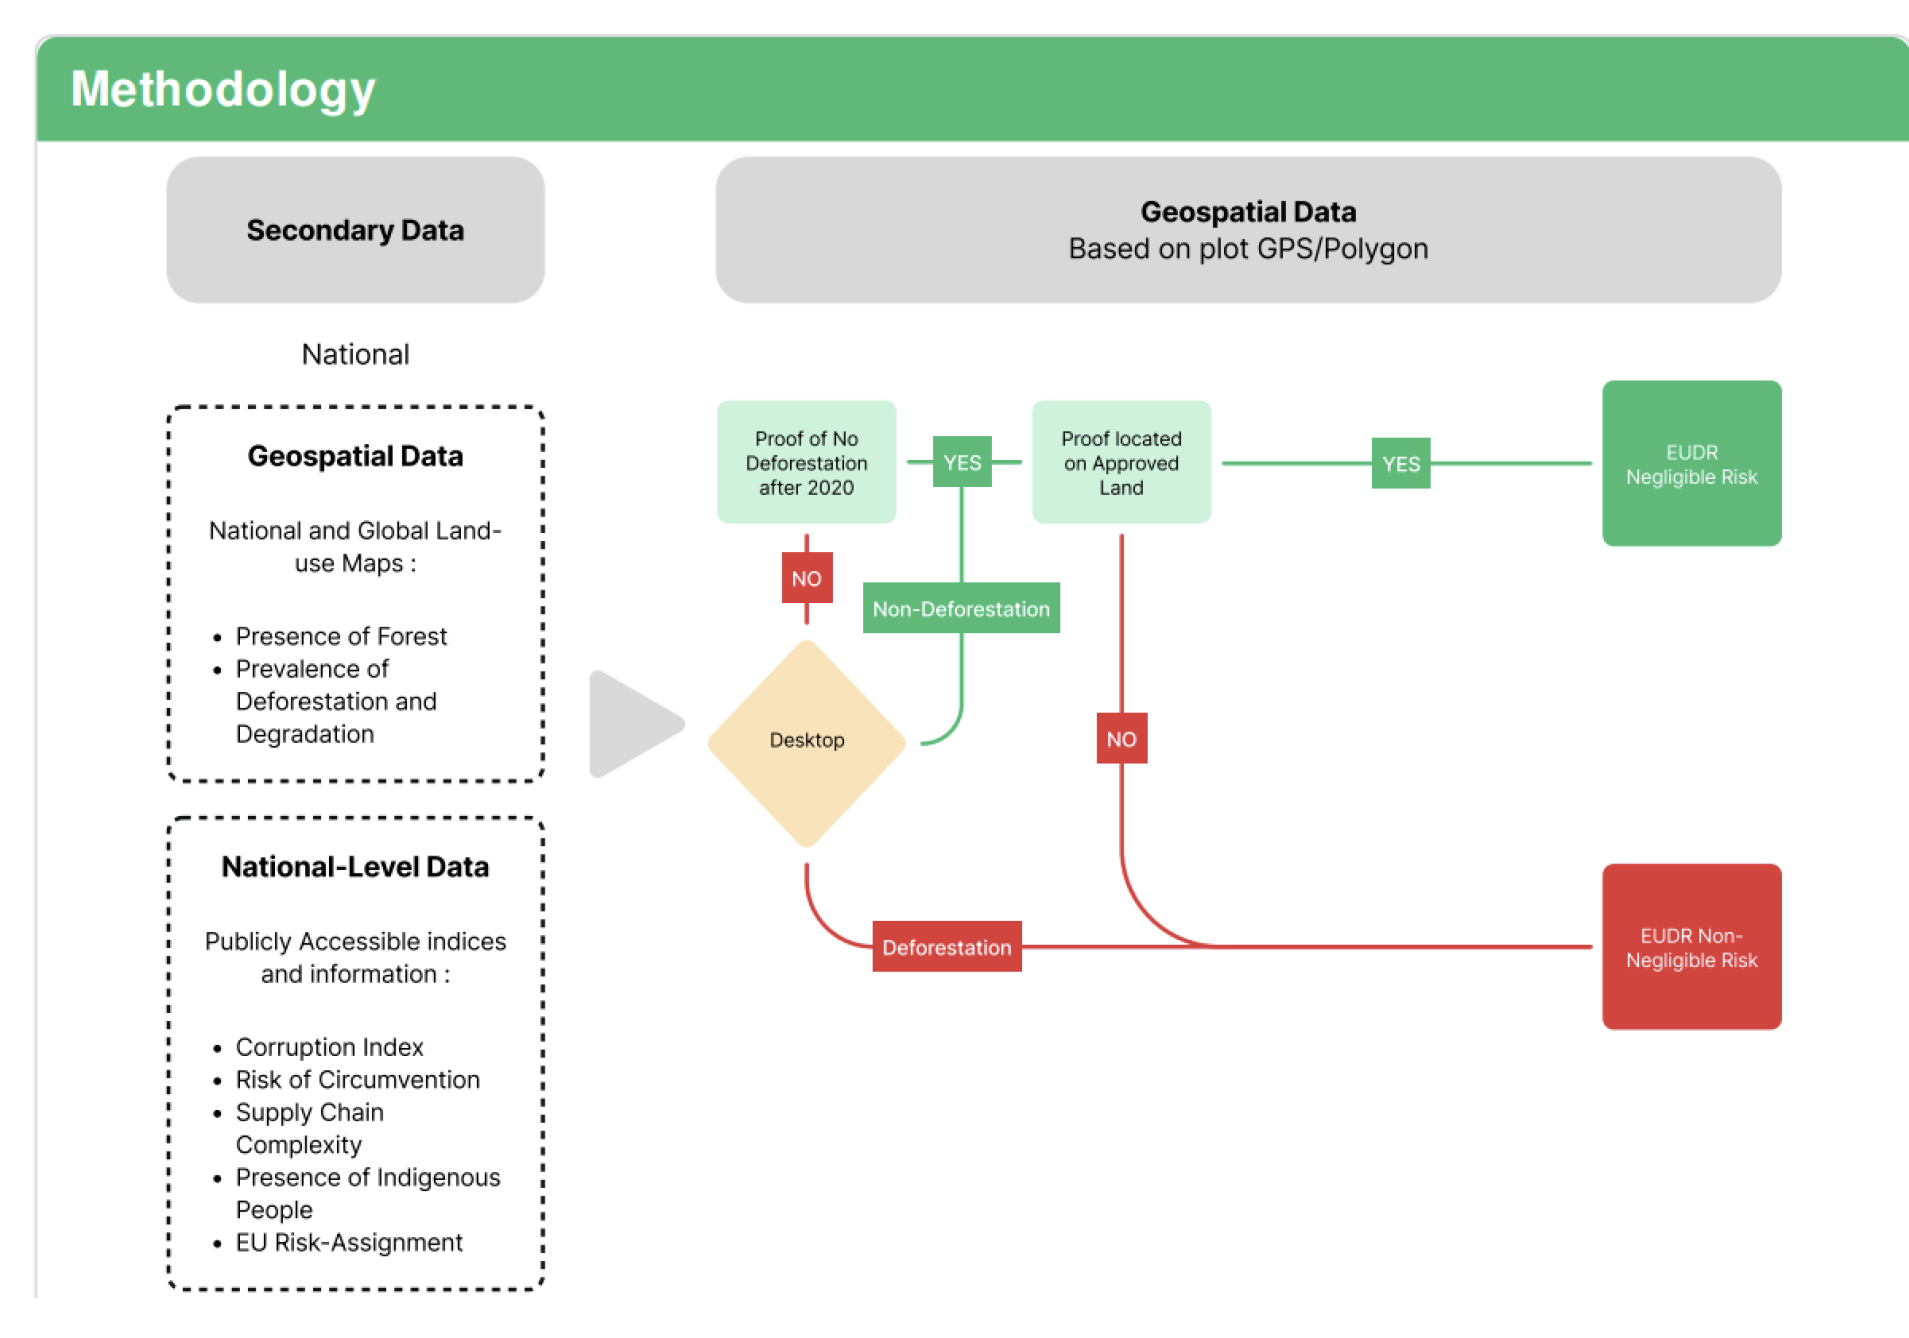 Methodology
Secondary Data
Geospatial Data
Based on plot GPS/Polygon
National
Geospatial Data
National and Global Land-
use Maps :
• Presence of Forest
• Prevalence of
Deforestation and
Degradation
National-Level Data
Publicly Accessible indices
and information :
• Corruption Index
• Risk of Circumvention
• Supply Chain
Complexity
• Presence of Indigenous
People
• EU Risk-Assignment
Proof of No
Deforestation
after 2020
YES
Proof located
on Approved
Land
YES
EUDR
Negligible Risk
NO
Non-Deforestation
Desktop
NO
Deforestation
EUDR Non-
Negligible Risk